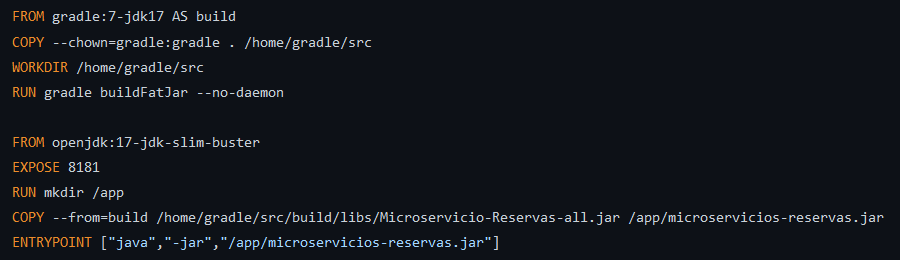 FROM gradle:7-jdk17 AS build
COPY --chown=gradle:gradle . /home/gradle/src
WORKDIR /home/gradle/src
RUN gradle buildFatJar --no-daemon
FROM openjdk:17-jdk-slim-buster
EXPOSE 8181
RUN mkdir /app
COPY --from=build /home/gradle/src/build/libs/Microservicio-Reservas-all.jar /app/microservicios-reservas.jar
ENTRYPOINT ["java","-jar","/app/microservicios-reservas.jar"]